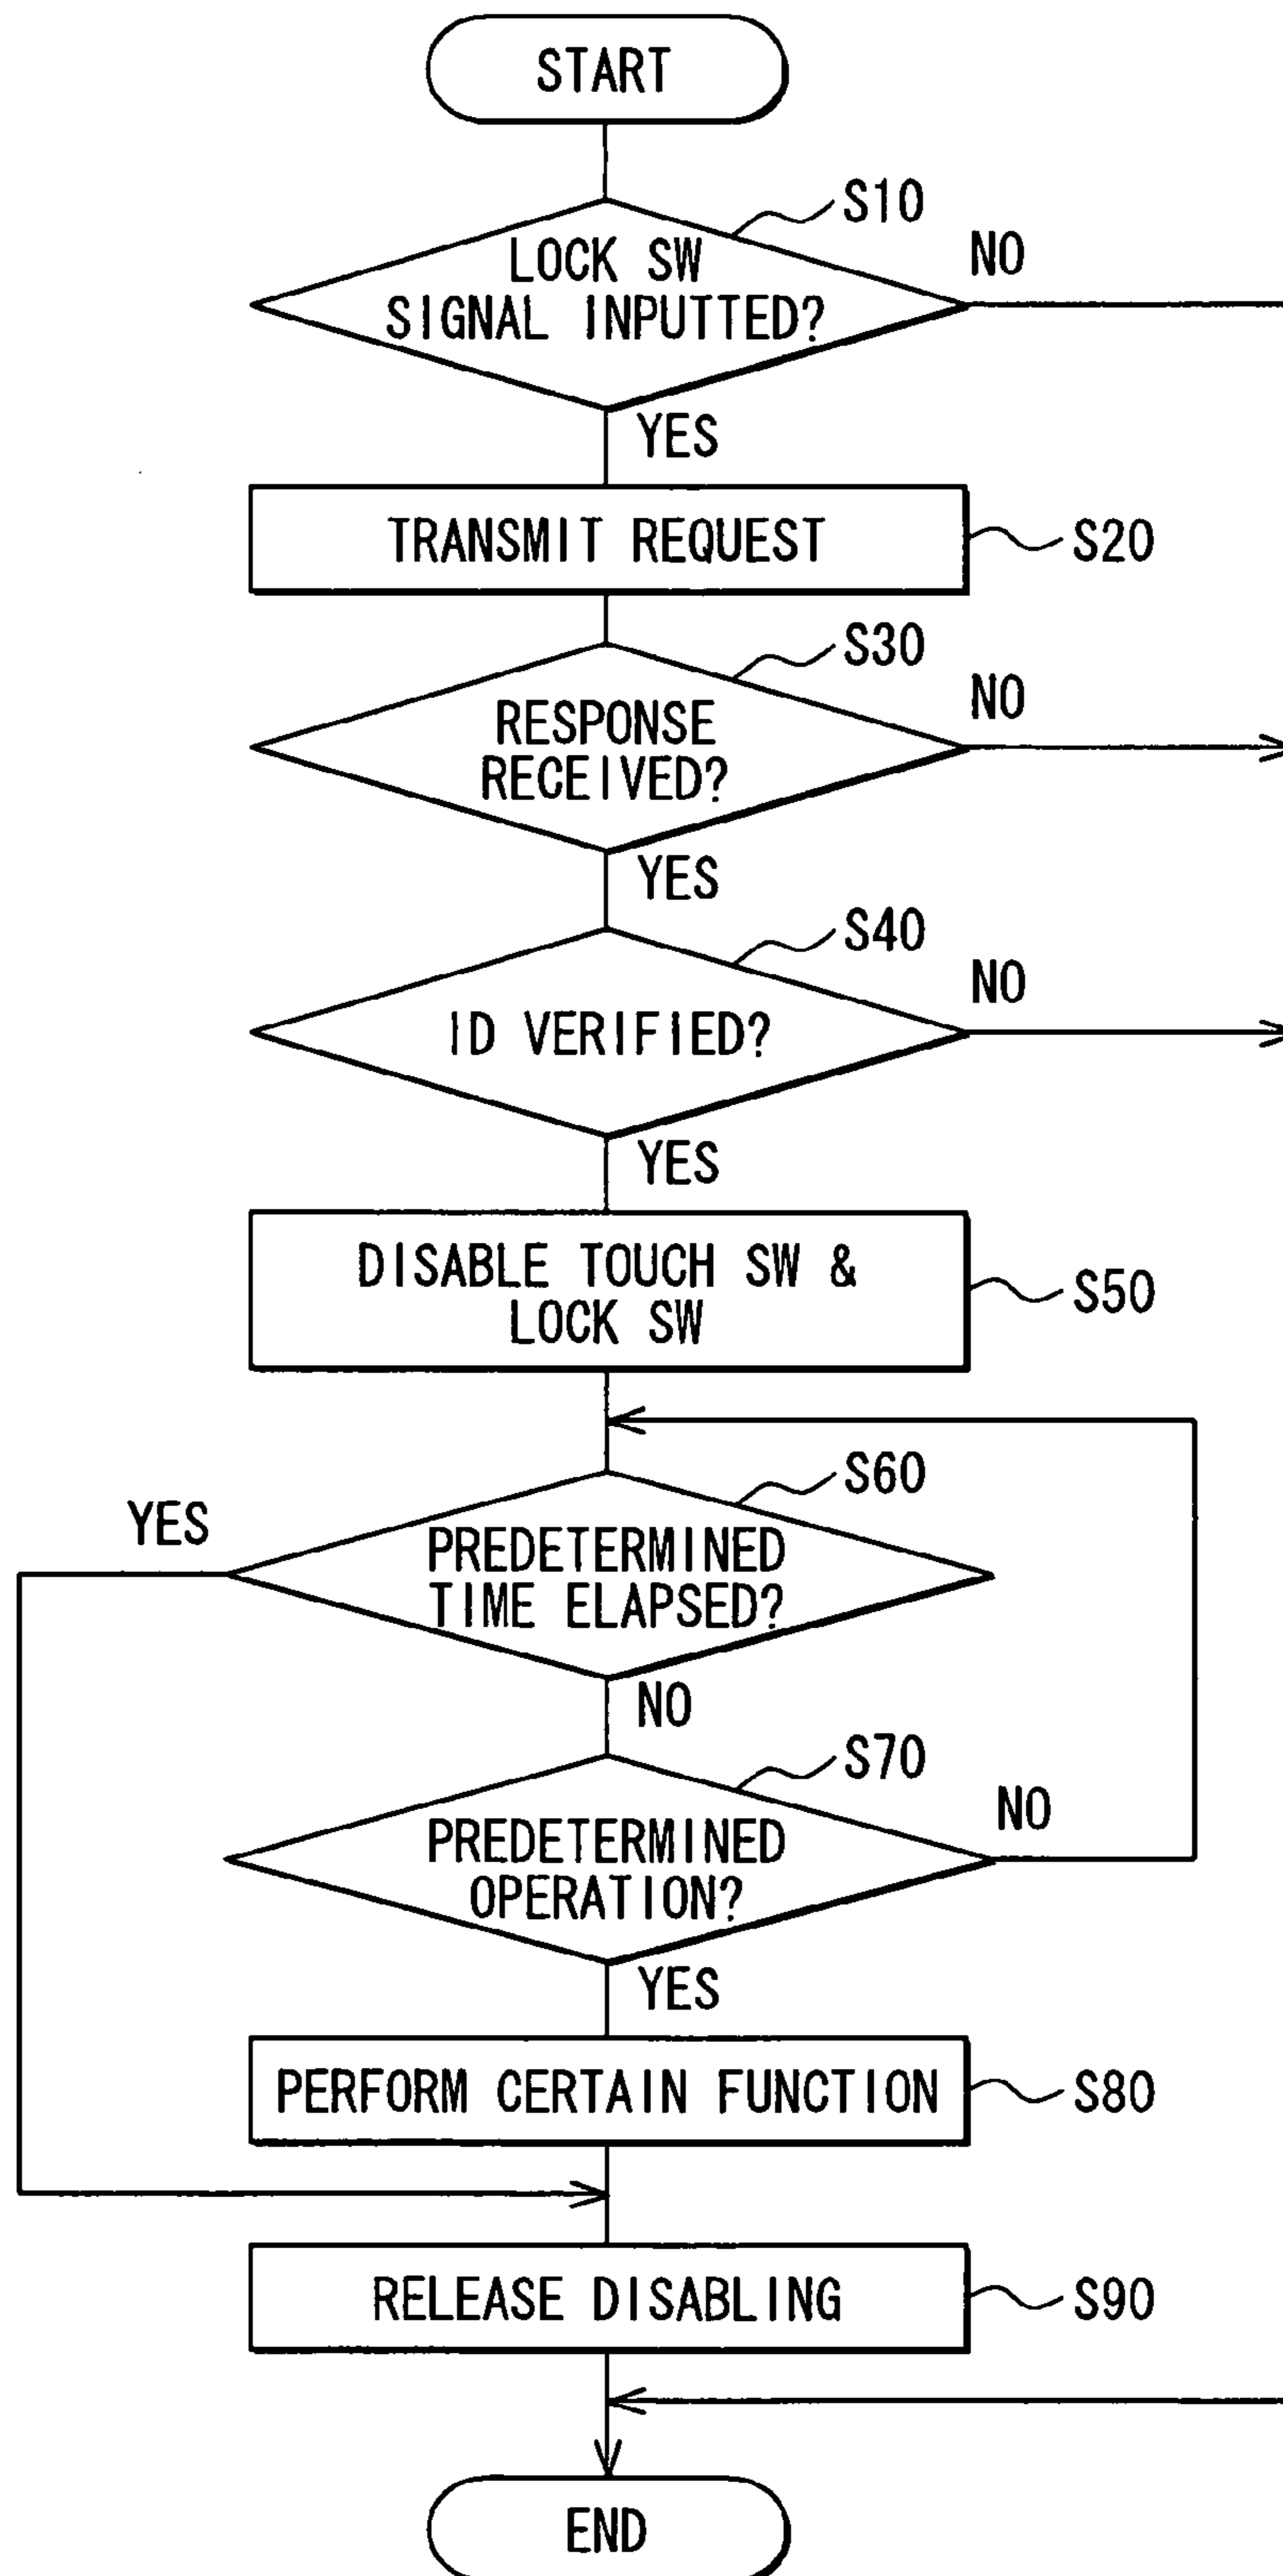 START
S10
LOCK SW
NO
SIGNAL INPUTTED?
YES
TRANSMIT REQUEST
S20
S30
RESPONSE
NO
RECEIVED?
YES
S40
NO
ID VERIFIED?
YES
DISABLE TOUCH SW &
LOCK SW
S50
S60
YES
PREDETERMINED
TIME ELAPSED?
NO
S70
NO
PREDETERMINED
OPERATION?
YES
PERFORM CERTAIN FUNCTION
S80
RELEASE DISABLING
S90
END